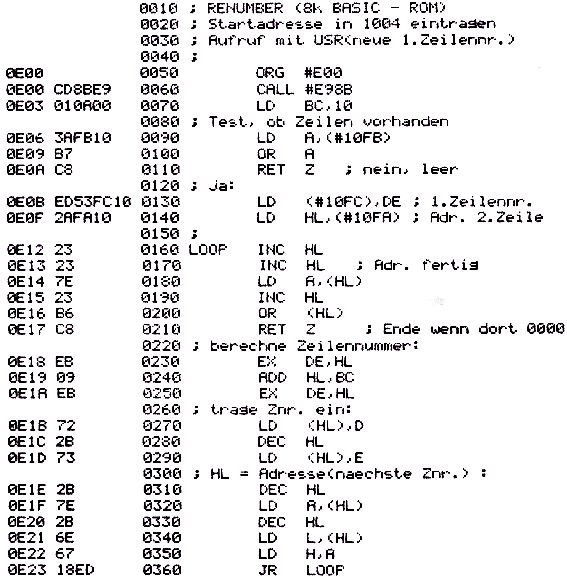 0010 ; RENUMBER (8K BASIC - ROM)
0020 ; Startadresse in 1004 eintragen
0030 ; Aufruf mit USR(neue 1.Zeilennr.)
0040 ;
0E00 0050 ORG #E00
0E00 CD8BE9 0060 CALL #E98B
0E03 010A00 0070 LD BC,10
0080 ; Test, ob Zeilen vorhanden
0E06 3AFB10 0090 LD A,(#10FB)
0E09 B7 0100 OR A
0E0A C8 0110 RET Z ; nein, leer
0120 ; Ja:
0E0B ED53FC10 0130 LD (#10FC),DE ; 1.Zeilennr.
0E0F 2AFA10 0140 LD HL,(#10FA) ; Adr. 2.Zeile
0150 ;
0E12 23 0160 LOOP INC HL
0E13 23 0170 INC HL ; Adr. fertig
0E14 7E 0180 LD A,(HL)
0E15 23 0190 INC HL
0E16 B6 0200 OR (HL)
0E17 C8 0210 RET Z ; Ende wenn dort 0000
0220 ; berechne Zeilennummer:
0E18 EB 0230 EX DE,HL
0E19 09 0240 ADD HL,BC
0E1A EB 0250 EX DE,HL
0260 ; trage Znr. ein:
0E1B 72 0270 LD (HL),D
0E1C 2B 0280 DEC HL
0E1D 73 0290 LD (HL),E
0300 ; HL = Adresse(naechste Znr.) :
0E1E 2B 0310 DEC HL
0E1F 7E 0320 LD A,(HL)
0E20 2B 0330 DEC HL
0E21 6E 0340 LD L,(HL)
0E22 67 0350 LD H,A
0E23 18ED 0360 JR LOOP